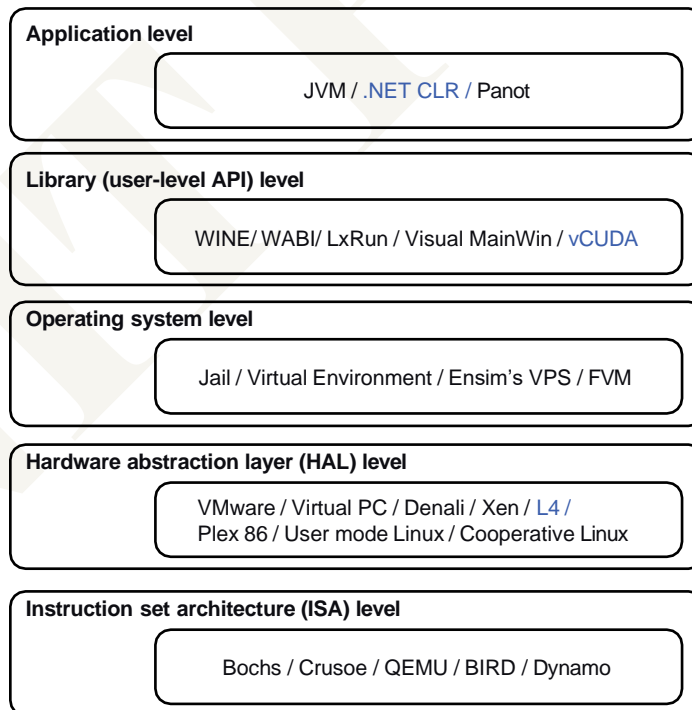 Application level
JVM / .NET CLR / Panot
Library (user-level API) level
WINE/ WABI/ LxRun / Visual MainWin / vCUDA
Operating system level
Jail / Virtual Environment / Ensim’s VPS / FVM
Hardware abstraction layer (HAL) level
VMware / Virtual PC / Denali / Xen / L4 /
Plex 86 / User mode Linux / Cooperative Linux
Instruction set architecture (ISA) level
Bochs / Crusoe / QEMU / BIRD / Dynamo